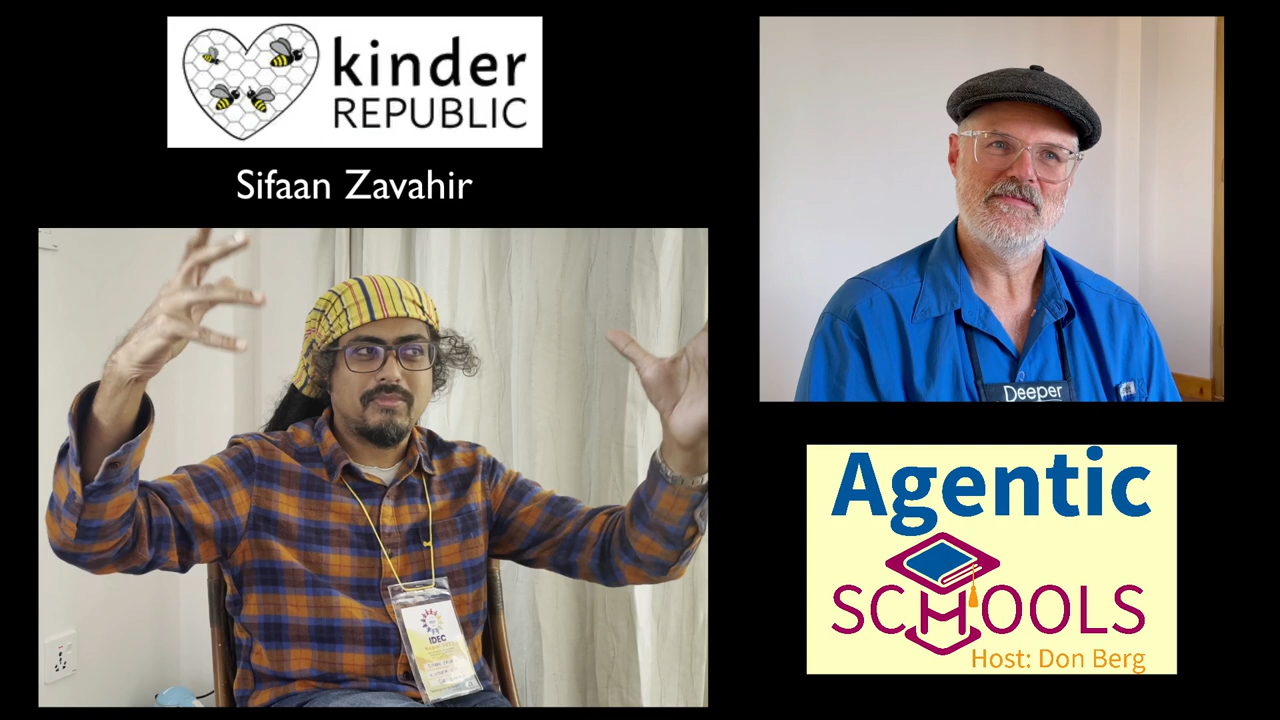 kinder
REPUBLIC
Sifaan Zavahir
Deeper
IDEC
Agentic
SCHOOLS
Host: Don Berg